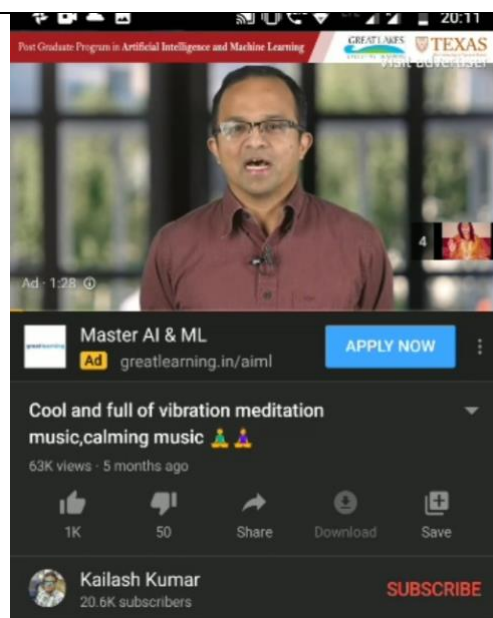 20:11
Post Graduate Program in Artificial Intelligence and Machine Learning
GREAT LAKES
TEXAS
Visit advertiser
4
Ad · 1:28
Master AI & ML
APPLY NOW
Ad greatlearning.in/aiml
Cool and full of vibration meditation
music,calming music
63K views · 5 months ago
1K 50 Share Download Save
Kailash Kumar
SUBSCRIBE
20.6K subscribers